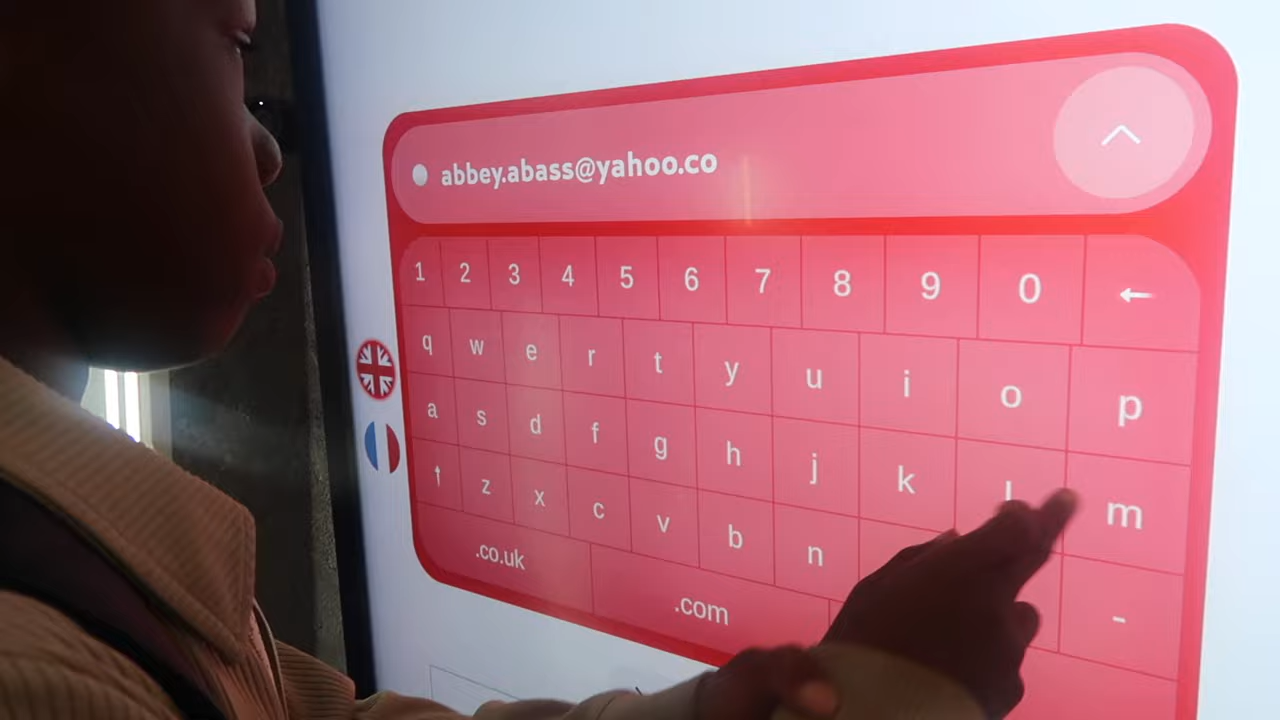 abbey.abass@yahoo.co
1 2 3 4 5 6 7 8 9 0 ←
q w e r t y u i o p
a s d f g h j k l m
↑ z x c v b n -
.co.uk .com